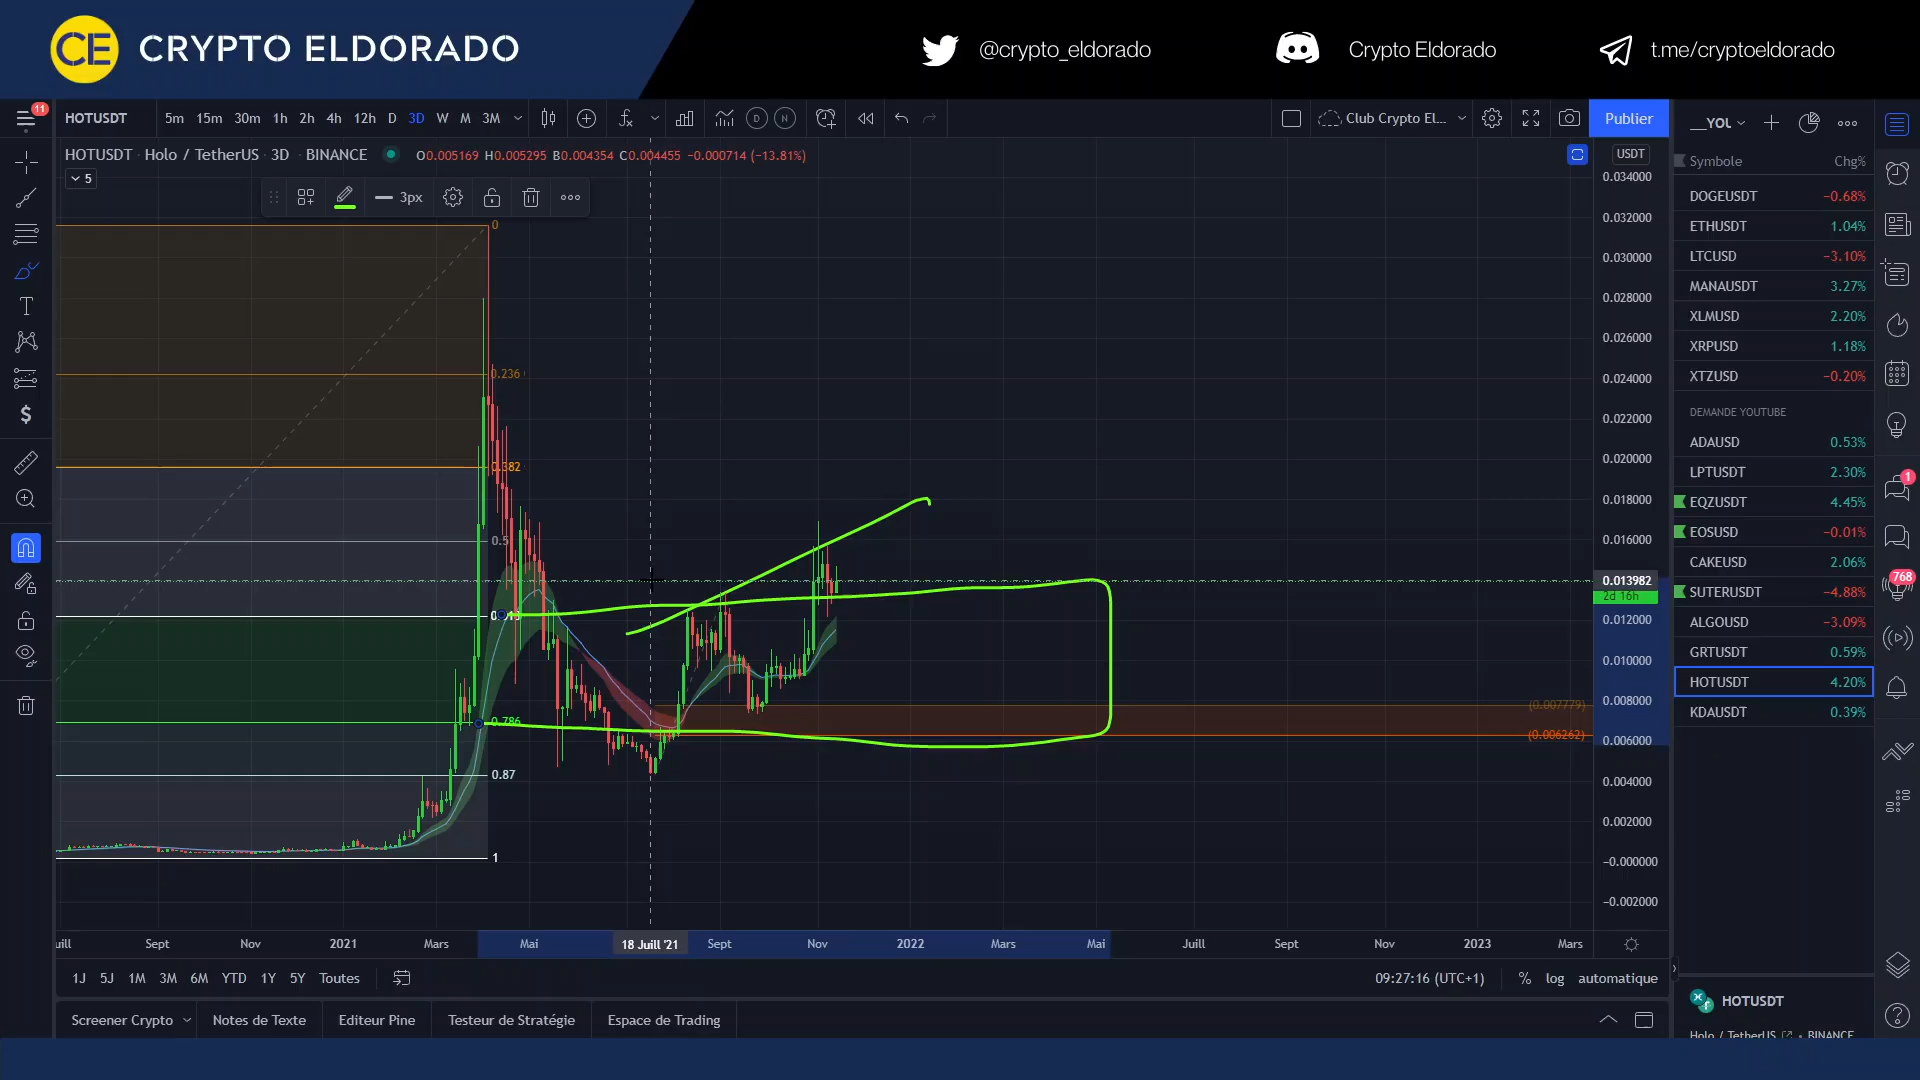 CE CRYPTO ELDORADO
@crypto_eldorado
Crypto Eldorado
t.me/cryptoeldorado
11
HOTUSDT 5m 15m 30m 1h 2h 4h 12h D 3D W M 3M
D N
Club Crypto El...
Publier
__YOU
HOTUSDT · Holo / TetherUS · 3D · BINANCE O0.005169 H0.005295 B0.004354 C0.004455 −0.000714 (−13.81%)
5
3px
USDT
Symbole Chg%
DOGEUSDT −0.68%
ETHUSDT 1.04%
LTCUSD −3.10%
MANAUSDT 3.27%
XLMUSD 2.20%
XRPUSD 1.18%
XTZUSD −0.20%
DEMANDE YOUTUBE
ADAUSD 0.53%
LPTUSDT 2.30%
EQZUSDT 4.45%
EOSUSD −0.01%
CAKEUSD 2.06%
SUTERUSDT −4.88%
ALGOUSD −3.09%
GRTUSDT 0.59%
HOTUSDT 4.20%
KDAUSDT 0.39%
1
768
0.034000
0.032000
0.030000
0.028000
0.026000
0.024000
0.022000
0.020000
0.018000
0.016000
0.013982
2d 16h
0.012000
0.010000
0.008000
0.006000
0.004000
0.002000
−0.000000
−0.002000
0
0.236
0.382
0.5
0.786
0.87
1
(0.007779)
(0.006262)
Sept Nov 2021 Mars Mai 18 Juill '21 Sept Nov 2022 Mars Mai Juill Sept Nov 2023 Mars
1J 5J 1M 3M 6M YTD 1Y 5Y Toutes
09:27:16 (UTC+1) % log automatique
Screener Crypto Notes de Texte Editeur Pine Testeur de Stratégie Espace de Trading
HOTUSDT
Holo / TetherUS · BINANCE